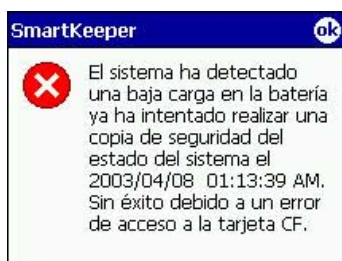 SmartKeeper ok
El sistema ha detectado
una baja carga en la batería
ya ha intentado realizar una
copia de seguridad del
estado del sistema el
2003/04/08 01:13:39 AM.
Sin éxito debido a un error
de acceso a la tarjeta CF.